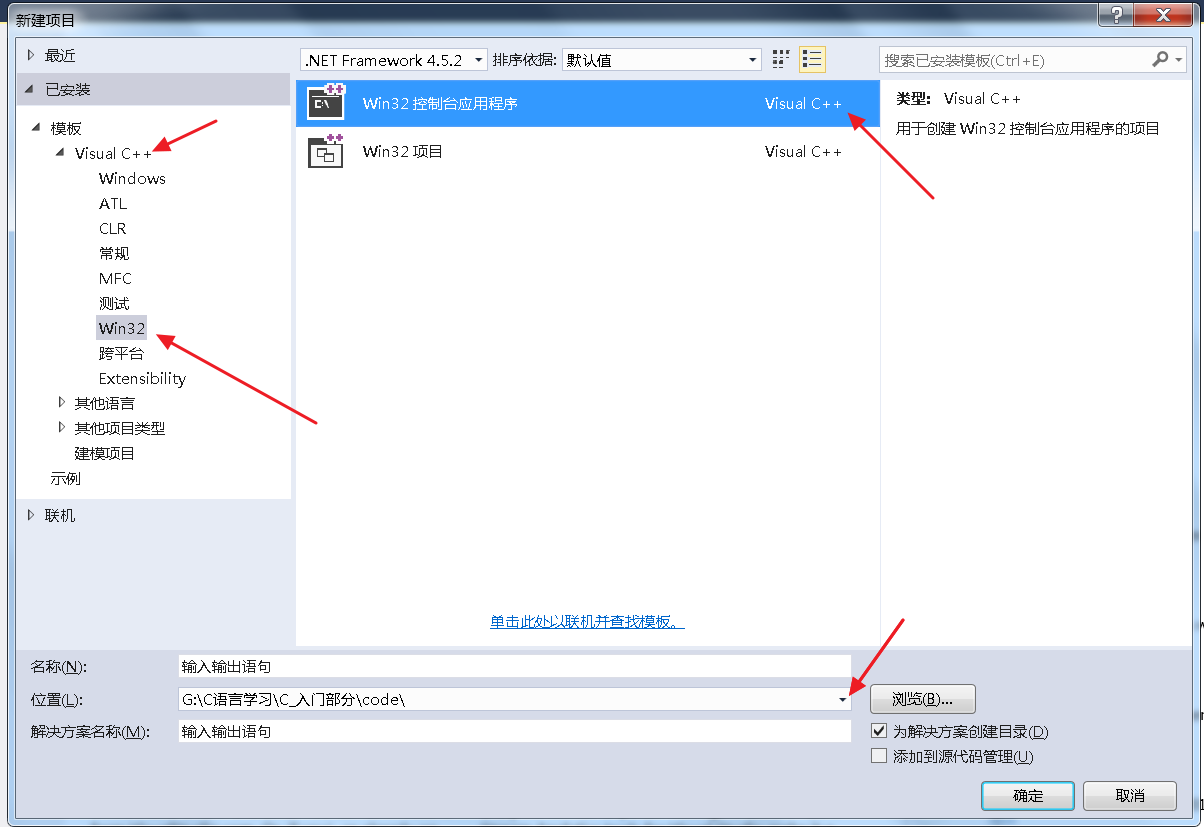 新建项目
最近
.NET Framework 4.5.2 排序依据: 默认值 搜索已安装模板(Ctrl+E)
已安装
模板
Visual C++
Windows
ATL
CLR
常规
MFC
测试
Win32
跨平台
Extensibility
其他语言
其他项目类型
建模项目
示例
联机
Win32 控制台应用程序 Visual C++
Win32 项目 Visual C++
单击此处以联机并查找模板。
类型: Visual C++
用于创建 Win32 控制台应用程序的项目
名称(N): 输入输出语句
位置(L): G:\C语言学习\C_入门部分\code\ 浏览(B)...
解决方案名称(M): 输入输出语句 为解决方案创建目录(D)
添加到源代码管理(U)
确定 取消